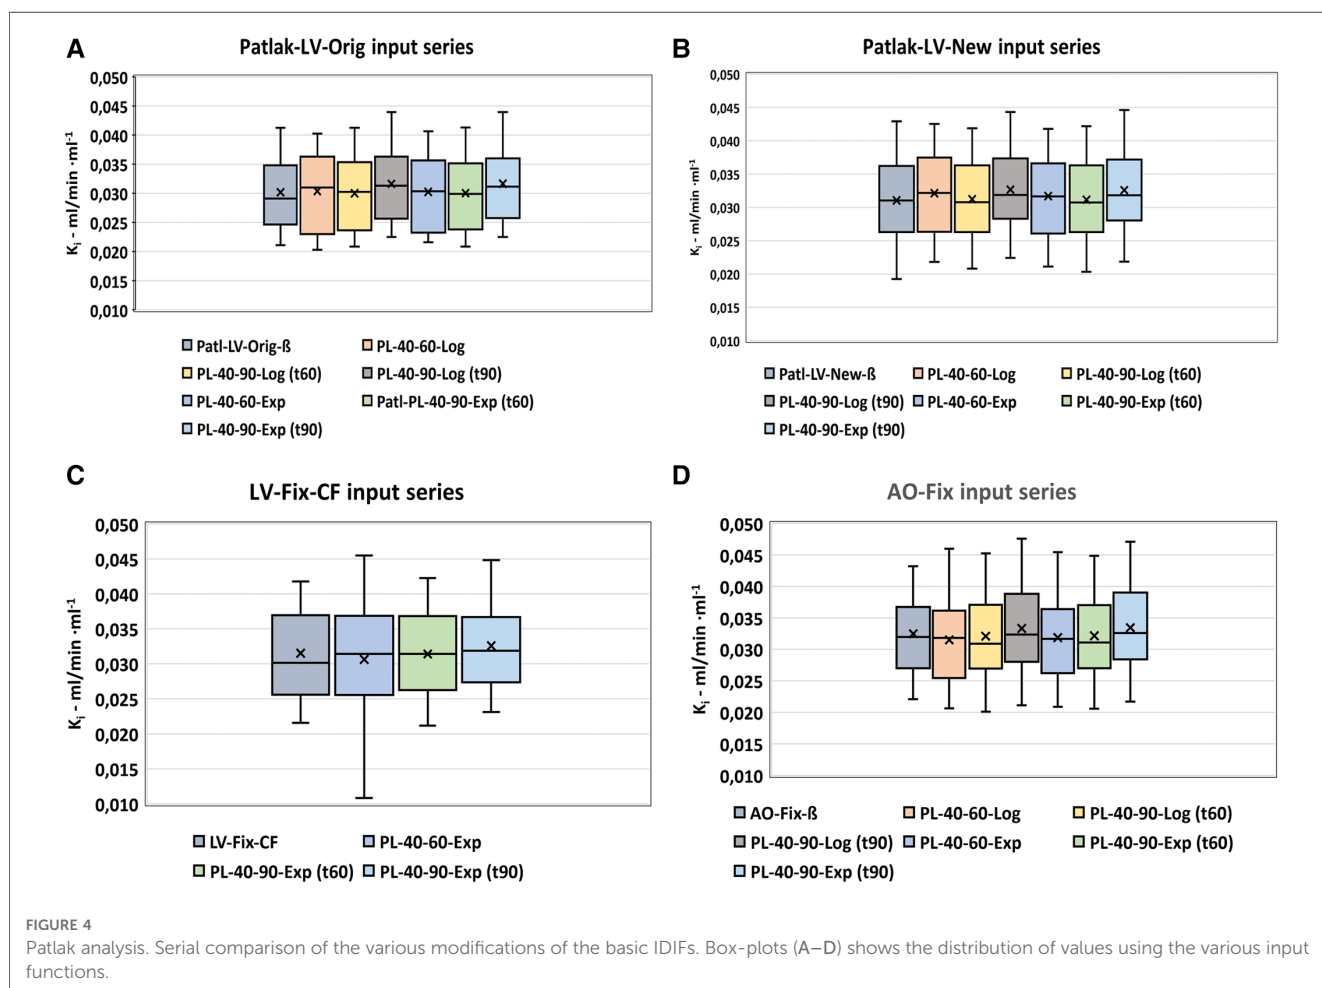 A
Patlak-LV-Orig input series
0,050
0,045
0,040
0,035
0,030
0,025
0,020
0,015
0,010
Ki - ml/min ·ml-1
Patl-LV-Orig-ß
PL-40-60-Log
PL-40-90-Log (t60)
PL-40-90-Log (t90)
PL-40-60-Exp
Patl-PL-40-90-Exp (t60)
PL-40-90-Exp (t90)
B
Patlak-LV-New input series
0,050
0,045
0,040
0,035
0,030
0,025
0,020
0,015
0,010
Ki - ml/min ·ml-1
Patl-LV-New-ß
PL-40-60-Log
PL-40-90-Log (t60)
PL-40-90-Log (t90)
PL-40-60-Exp
PL-40-90-Exp (t60)
PL-40-90-Exp (t90)
C
LV-Fix-CF input series
0,050
0,045
0,040
0,035
0,030
0,025
0,020
0,015
0,010
Ki - ml/min ·ml-1
LV-Fix-CF
PL-40-60-Exp
PL-40-90-Exp (t60)
PL-40-90-Exp (t90)
D
AO-Fix input series
0,050
0,045
0,040
0,035
0,030
0,025
0,020
0,015
0,010
Ki - ml/min ·ml-1
AO-Fix-ß
PL-40-60-Log
PL-40-90-Log (t60)
PL-40-90-Log (t90)
PL-40-60-Exp
PL-40-90-Exp (t60)
PL-40-90-Exp (t90)
FIGURE 4
Patlak analysis. Serial comparison of the various modifications of the basic IDIFs. Box-plots (A–D) shows the distribution of values using the various input
functions.